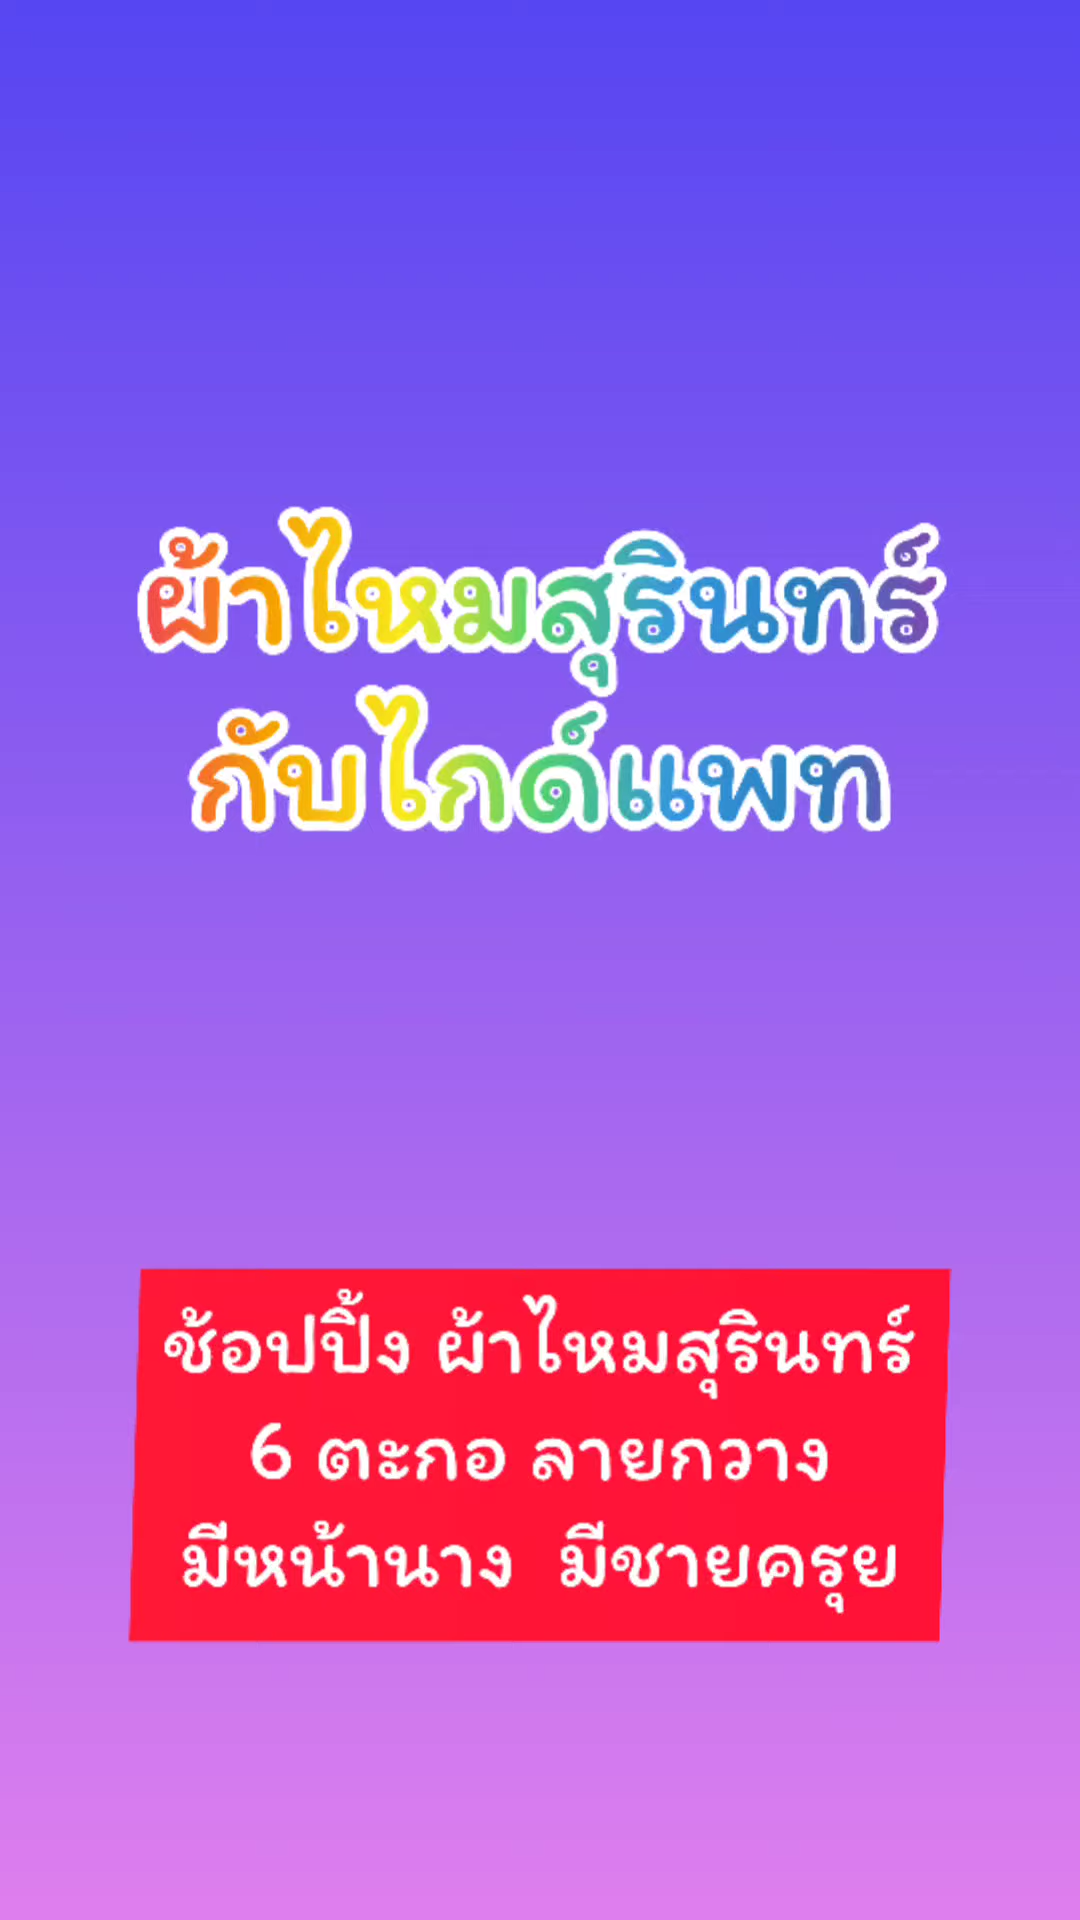 ผ้าไหมสุรินทร์
กับไกด์แพท
ช้อปปิ้ง ผ้าไหมสุรินทร์
6 ตะกอ ลายกวาง
มีหน้านาง มีชายครุย